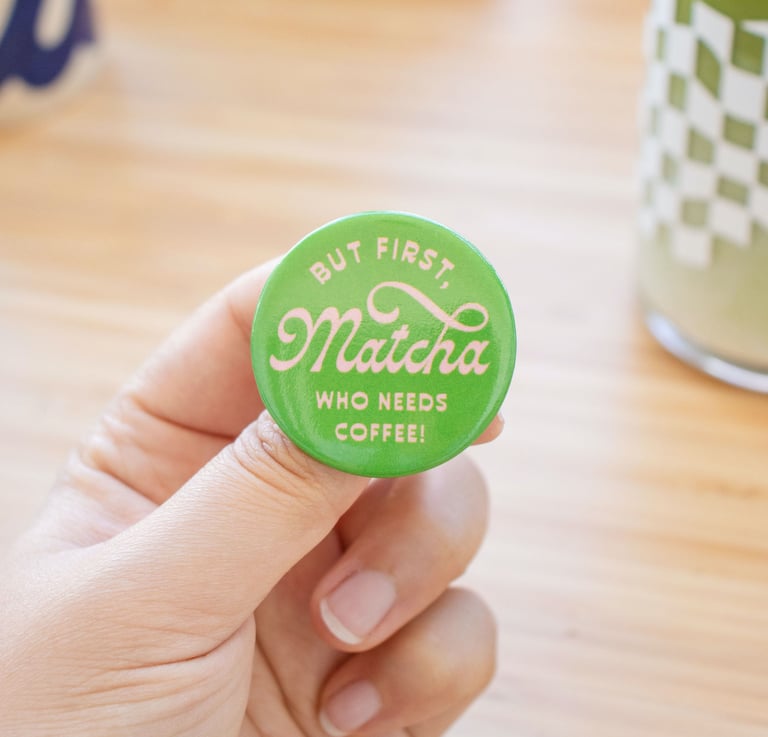 BUT FIRST,
Matcha
WHO NEEDS
COFFEE!